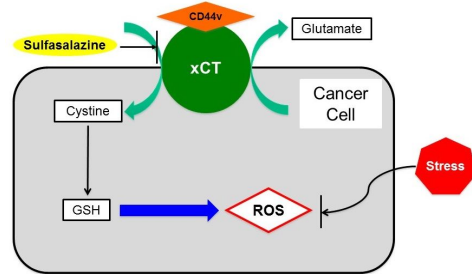 CD44v
Sulfasalazine
Glutamate
xCT
Cystine
Cancer
Cell
Stress
GSH
ROS